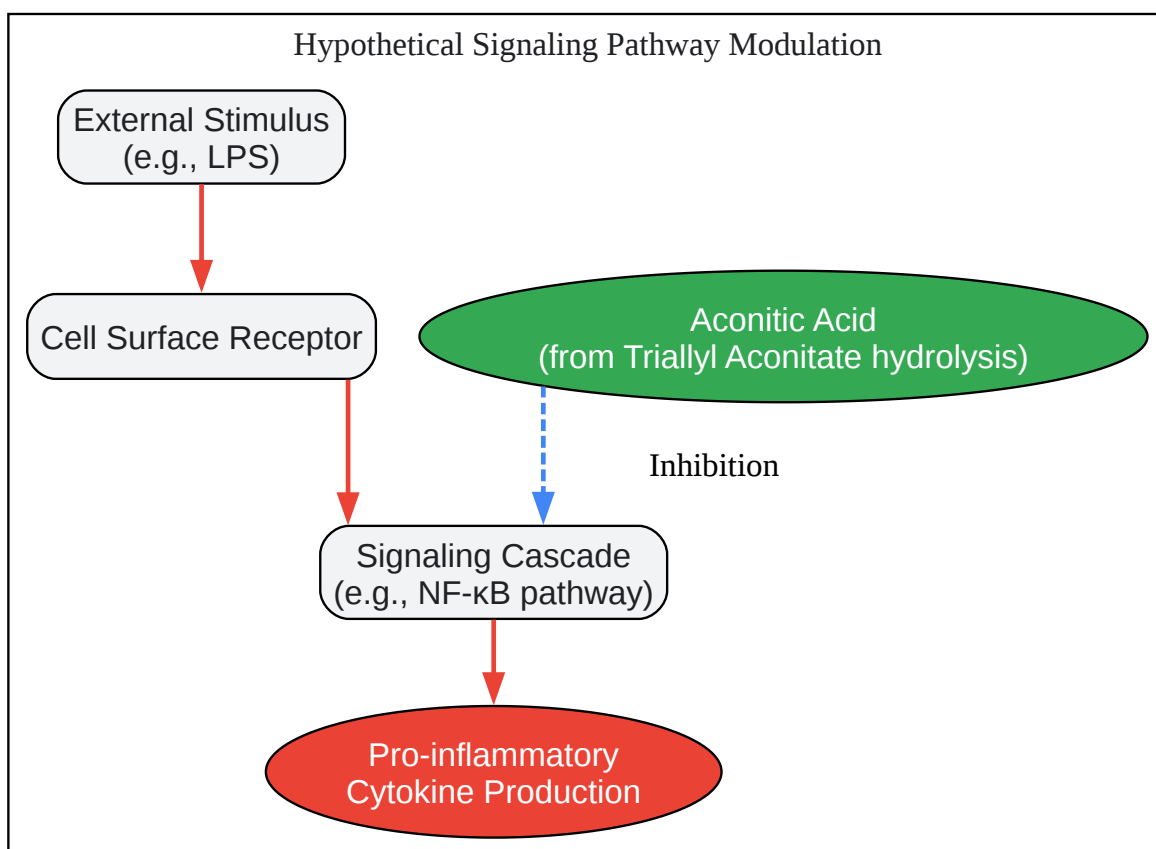 Hypothetical Signaling Pathway Modulation
External Stimulus
(e.g., LPS)
Cell Surface Receptor
Aconitic Acid
(from Triallyl Aconitate hydrolysis)
Inhibition
Signaling Cascade
(e.g., NF-κB pathway)
Pro-inflammatory
Cytokine Production